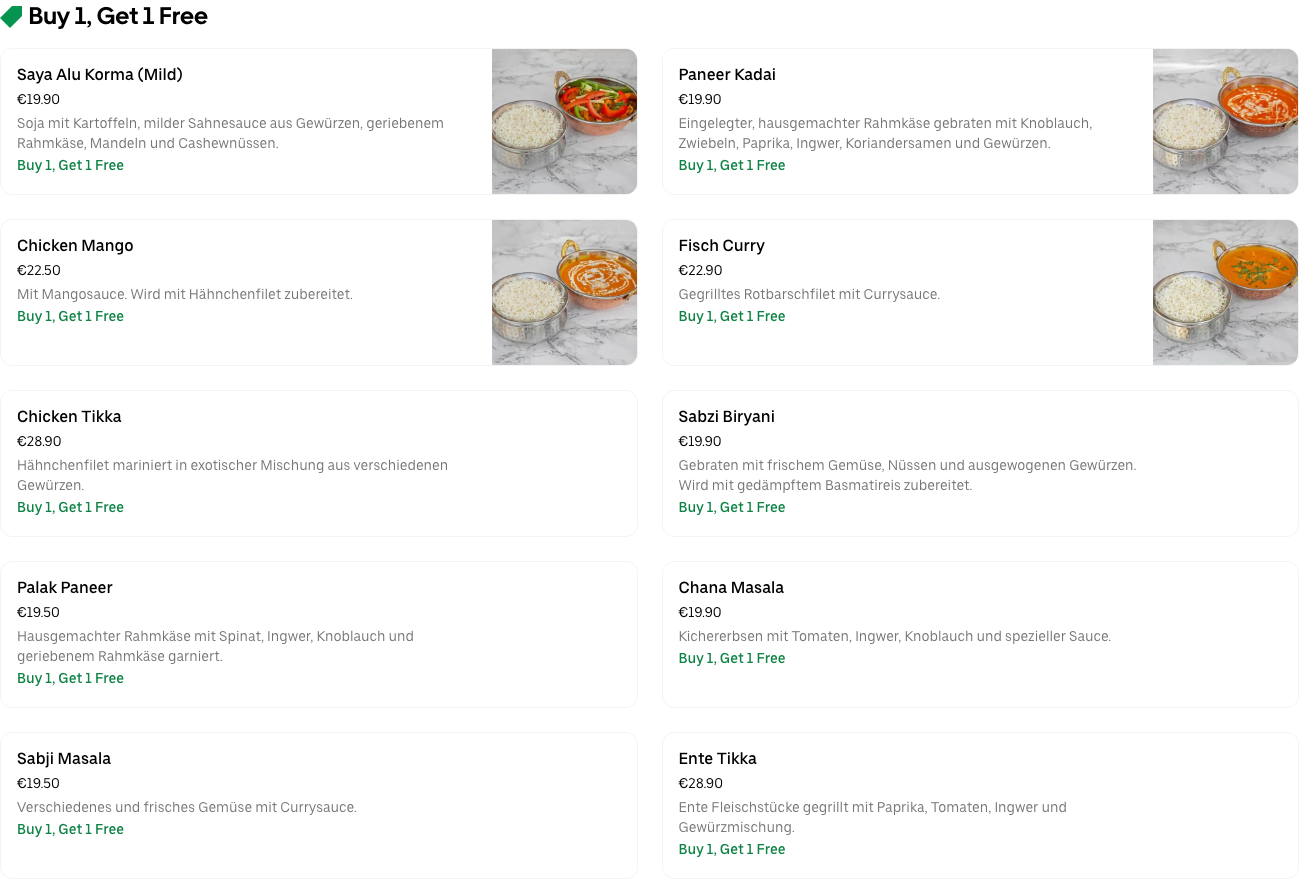 Buy 1, Get 1 Free
Saya Alu Korma (Mild)
€19.90
Soja mit Kartoffeln, milder Sahnesauce aus Gewürzen, geriebenem
Rahmkäse, Mandeln und Cashewnüssen.
Buy 1, Get 1 Free
Paneer Kadai
€19.90
Eingelegter, hausgemachter Rahmkäse gebraten mit Knoblauch,
Zwiebeln, Paprika, Ingwer, Koriandersamen und Gewürzen.
Buy 1, Get 1 Free
Chicken Mango
€22.50
Mit Mangosauce. Wird mit Hähnchenfilet zubereitet.
Buy 1, Get 1 Free
Fisch Curry
€22.90
Gegrilltes Rotbarschfilet mit Currysauce.
Buy 1, Get 1 Free
Chicken Tikka
€28.90
Hähnchenfilet mariniert in exotischer Mischung aus verschiedenen
Gewürzen.
Buy 1, Get 1 Free
Sabzi Biryani
€19.90
Gebraten mit frischem Gemüse, Nüssen und ausgewogenen Gewürzen.
Wird mit gedämpftem Basmatireis zubereitet.
Buy 1, Get 1 Free
Palak Paneer
€19.50
Hausgemachter Rahmkäse mit Spinat, Ingwer, Knoblauch und
geriebenem Rahmkäse garniert.
Buy 1, Get 1 Free
Chana Masala
€19.90
Kichererbsen mit Tomaten, Ingwer, Knoblauch und spezieller Sauce.
Buy 1, Get 1 Free
Sabji Masala
€19.50
Verschiedenes und frisches Gemüse mit Currysauce.
Buy 1, Get 1 Free
Ente Tikka
€28.90
Ente Fleischstücke gegrillt mit Paprika, Tomaten, Ingwer und
Gewürzmischung.
Buy 1, Get 1 Free